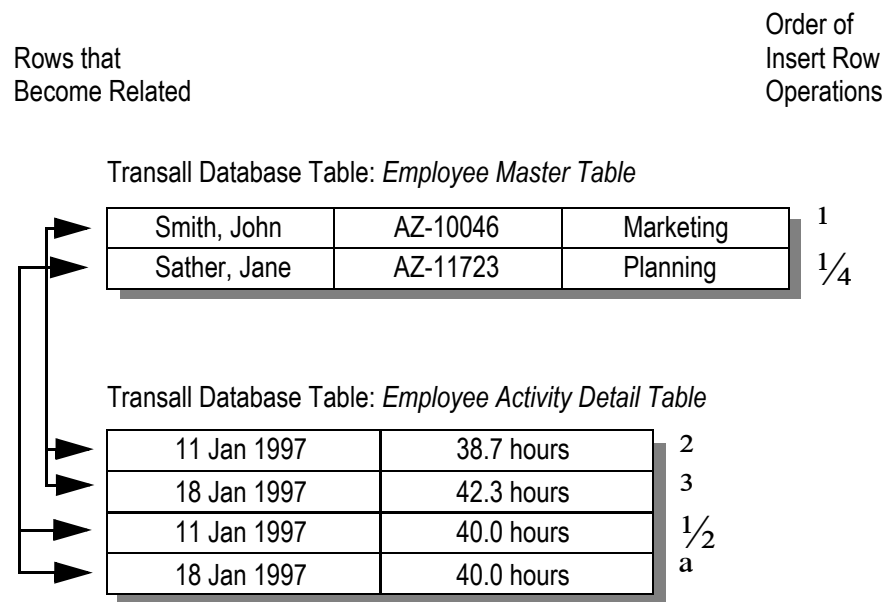 Order of
Rows that Insert Row
Become Related Operations
Transall Database Table: Employee Master Table
Smith, John AZ-10046 Marketing 1
Sather, Jane AZ-11723 Planning ¼
Transall Database Table: Employee Activity Detail Table
11 Jan 1997 38.7 hours 2
18 Jan 1997 42.3 hours 3
11 Jan 1997 40.0 hours ½
18 Jan 1997 40.0 hours a